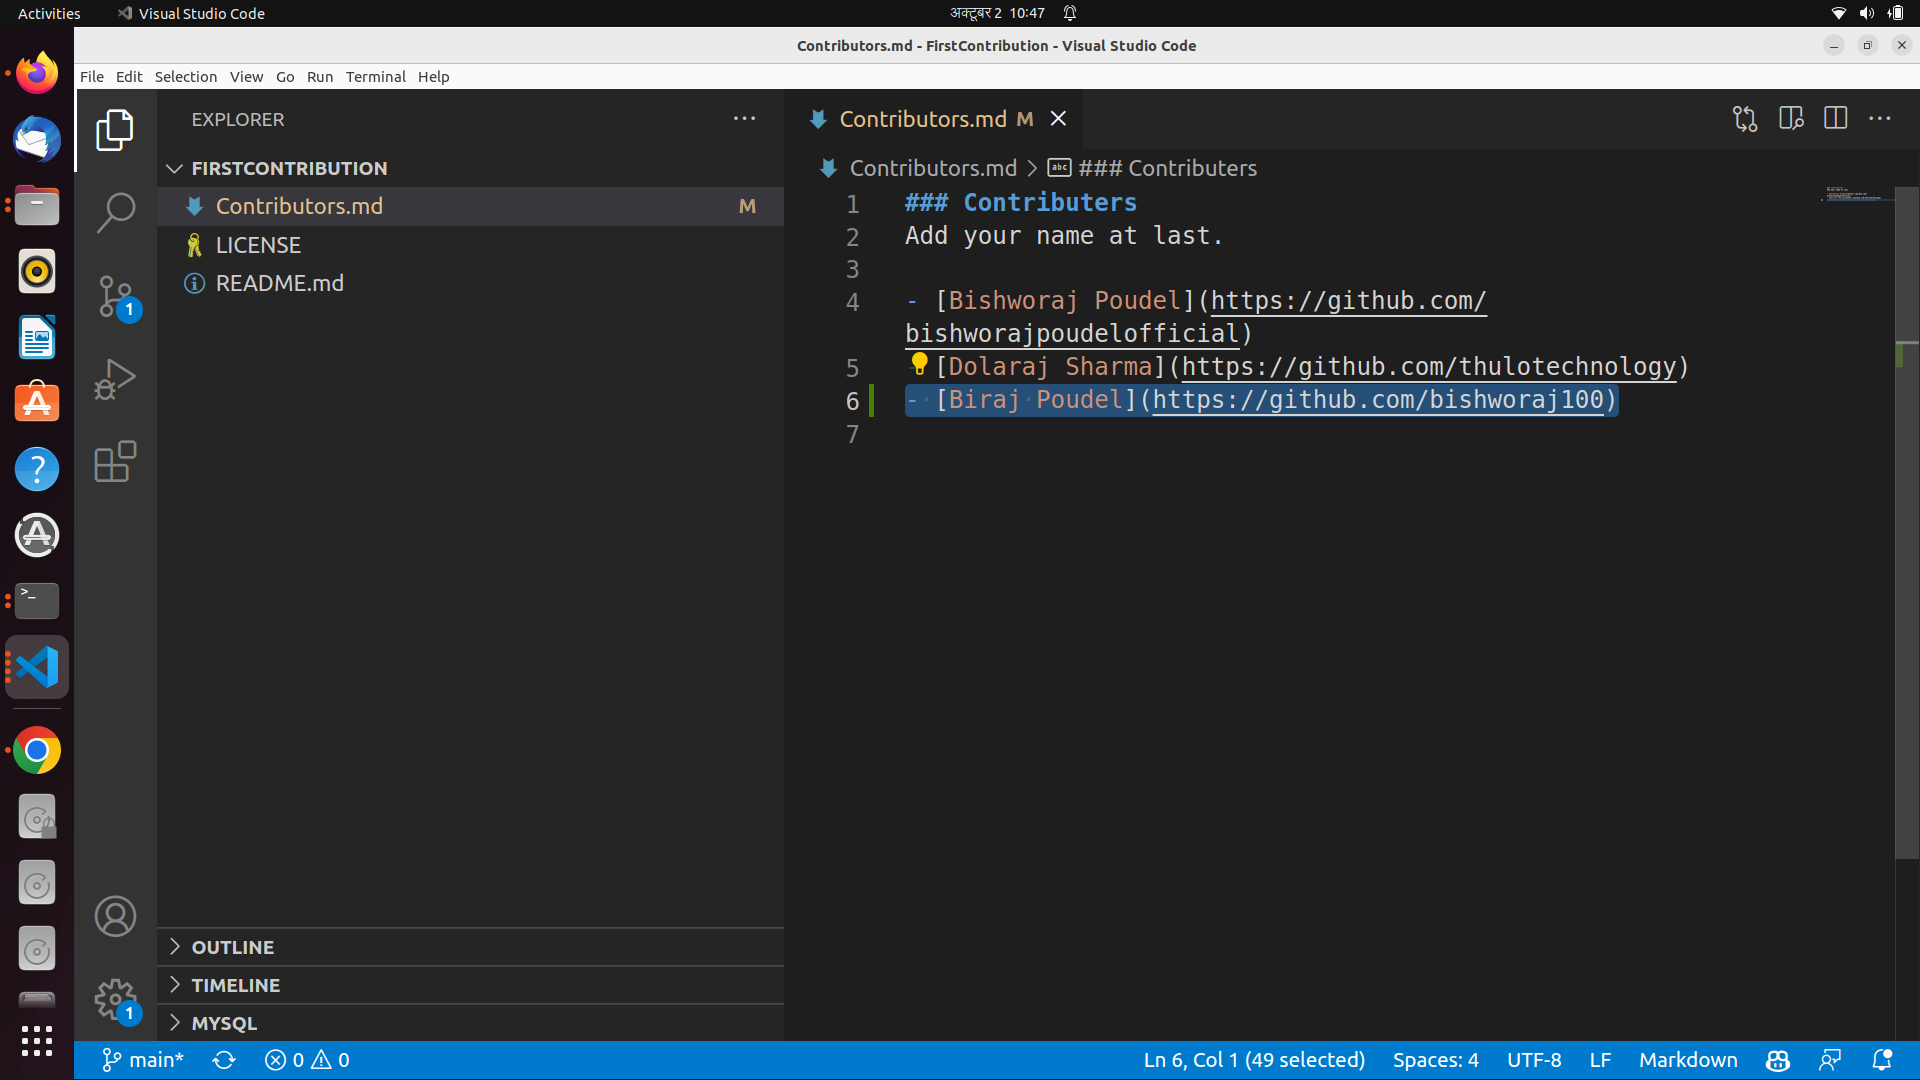 Activities
Visual Studio Code
अक्टूबर 2 10:47
Contributors.md - FirstContribution - Visual Studio Code
File Edit Selection View Go Run Terminal Help
EXPLORER
FIRSTCONTRIBUTION
Contributors.md M
LICENSE
README.md
OUTLINE
TIMELINE
MYSQL
1
1
Contributors.md M
Contributors.md > ### Contributers
1 ### Contributers
2 Add your name at last.
3
4 - [Bishworaj Poudel](https://github.com/
bishworajpoudelofficial)
5 [Dolaraj Sharma](https://github.com/thulotechnology)
6 - [Biraj Poudel](https://github.com/bishworaj100)
7
main* 0 0
Ln 6, Col 1 (49 selected) Spaces: 4 UTF-8 LF Markdown